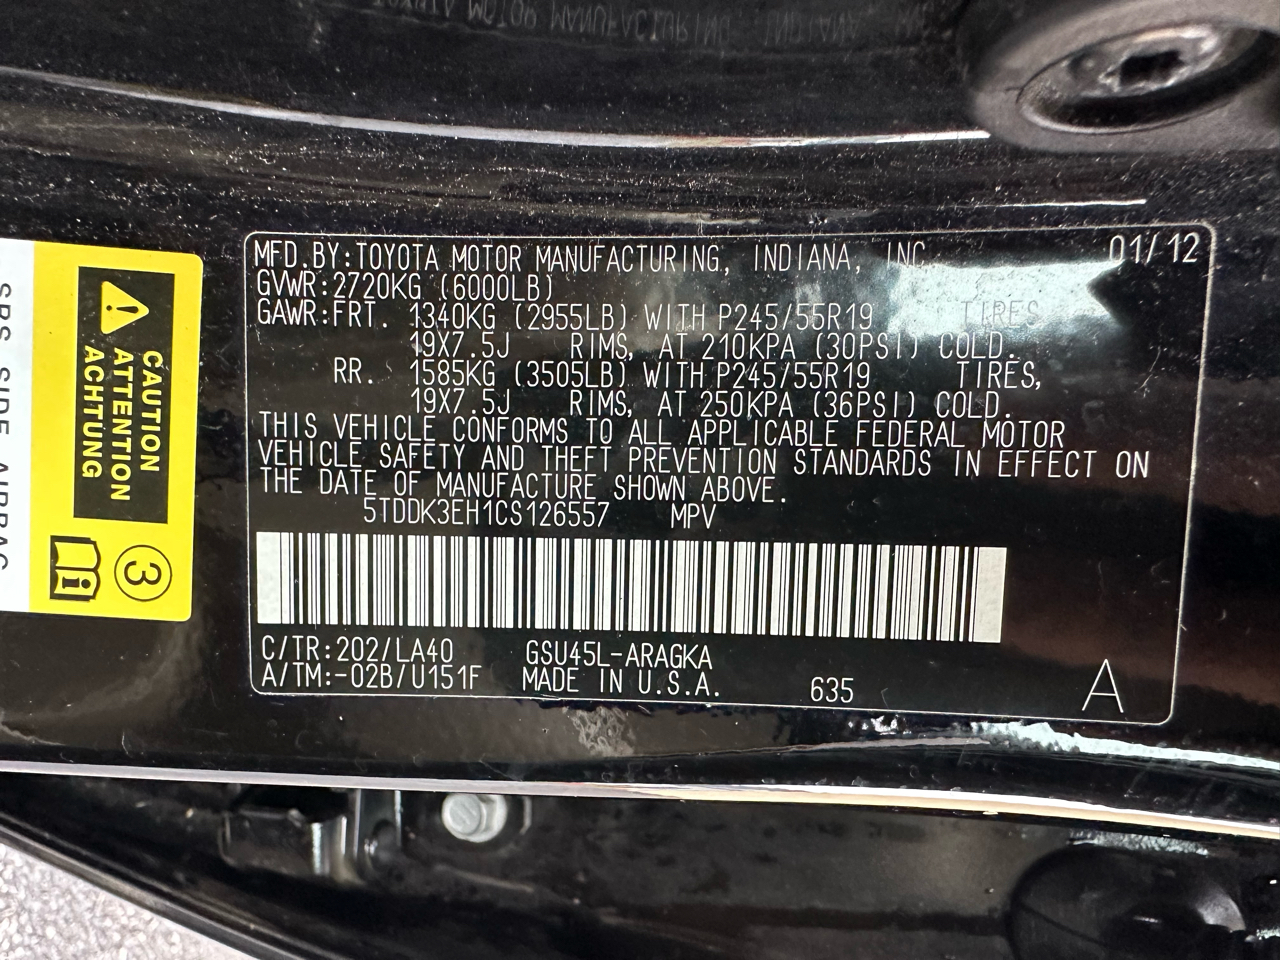 MFD.BY:TOYOTA MOTOR MANUFACTURING, INDIANA, INC. 01/12
GVWR:2720KG (6000LB)
GAWR:FRT. 1340KG (2955LB) WITH P245/55R19 TIRES
19X7.5J RIMS, AT 210KPA (30PSI) COLD.
RR. 1585KG (3505LB) WITH P245/55R19 TIRES,
19X7.5J RIMS, AT 250KPA (36PSI) COLD.
THIS VEHICLE CONFORMS TO ALL APPLICABLE FEDERAL MOTOR
VEHICLE SAFETY AND THEFT PREVENTION STANDARDS IN EFFECT ON
THE DATE OF MANUFACTURE SHOWN ABOVE.
5TDDK3EH1CS126557 MPV
C/TR:202/LA40 GSU45L-ARAGKA
A/TM:-02B/U151F MADE IN U.S.A. 635 A
CAUTION
ATTENTION
ACHTUNG
3
SRS SIDE AIRBAG